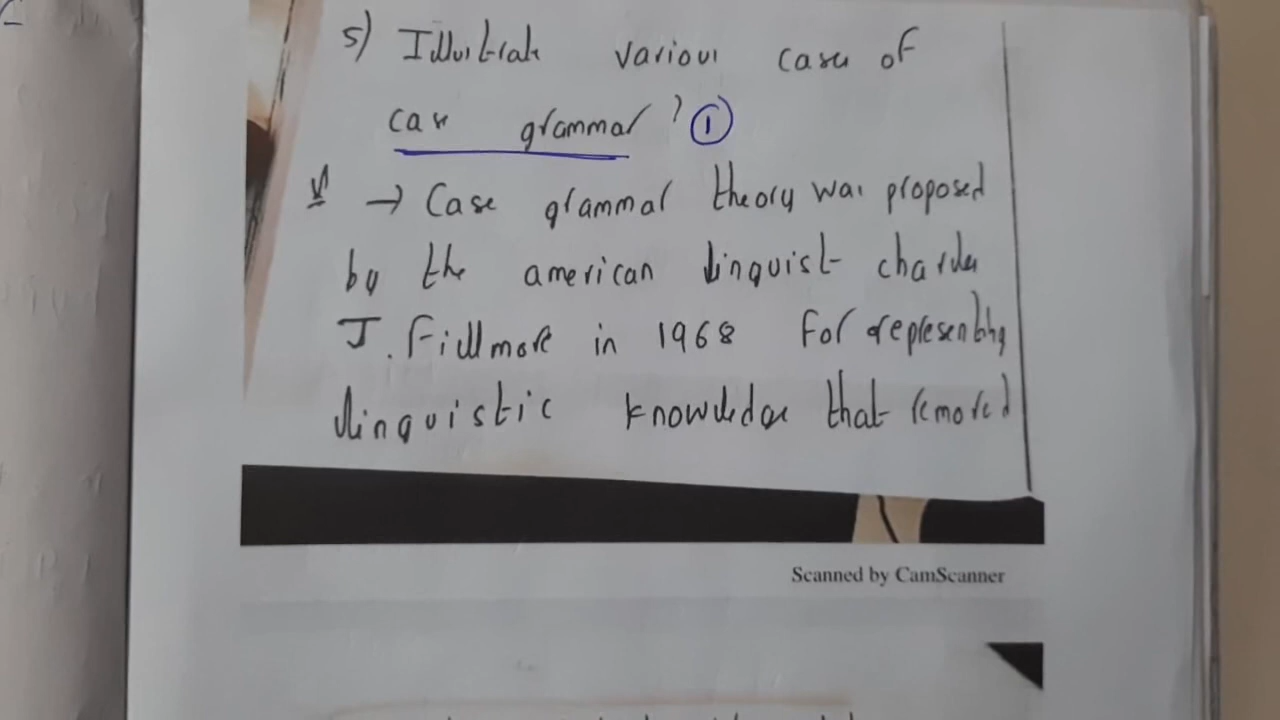 5) Illustrate various case of
case grammar? ①
→ Case grammar theory was proposed
by the american linguist charles
J. Fillmore in 1968 For representing
linguistic knowledge that removed
Scanned by CamScanner